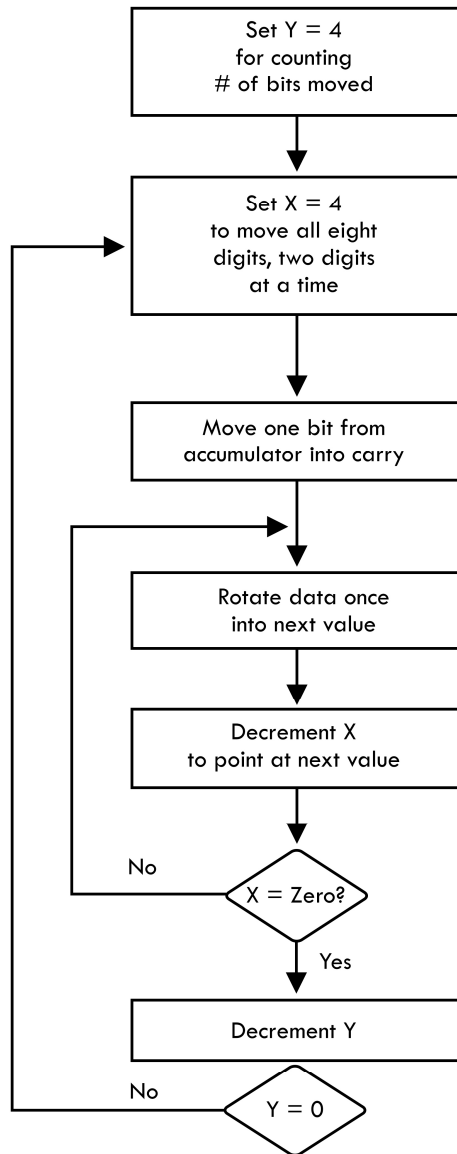 Set Y = 4
for counting
# of bits moved
Set X = 4
to move all eight
digits, two digits
at a time
Move one bit from
accumulator into carry
Rotate data once
into next value
Decrement X
to point at next value
No
X = Zero?
Yes
Decrement Y
No
Y = 0